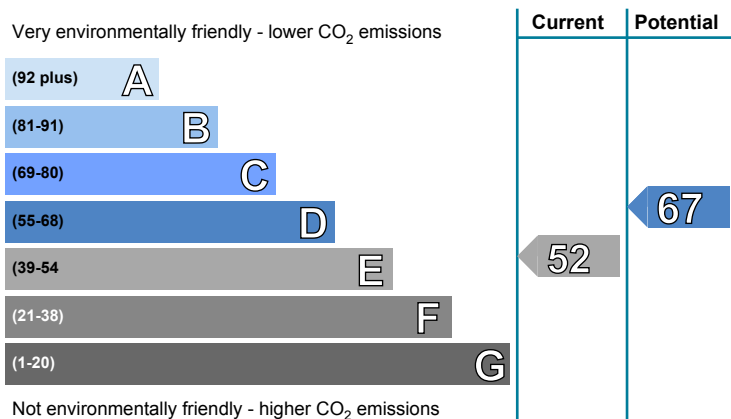 Very environmentally friendly - lower CO₂ emissions
Current
Potential
(92 plus) A
(81-91) B
(69-80) C
(55-68) D
67
(39-54 E
52
(21-38) F
(1-20) G
Not environmentally friendly - higher CO₂ emissions